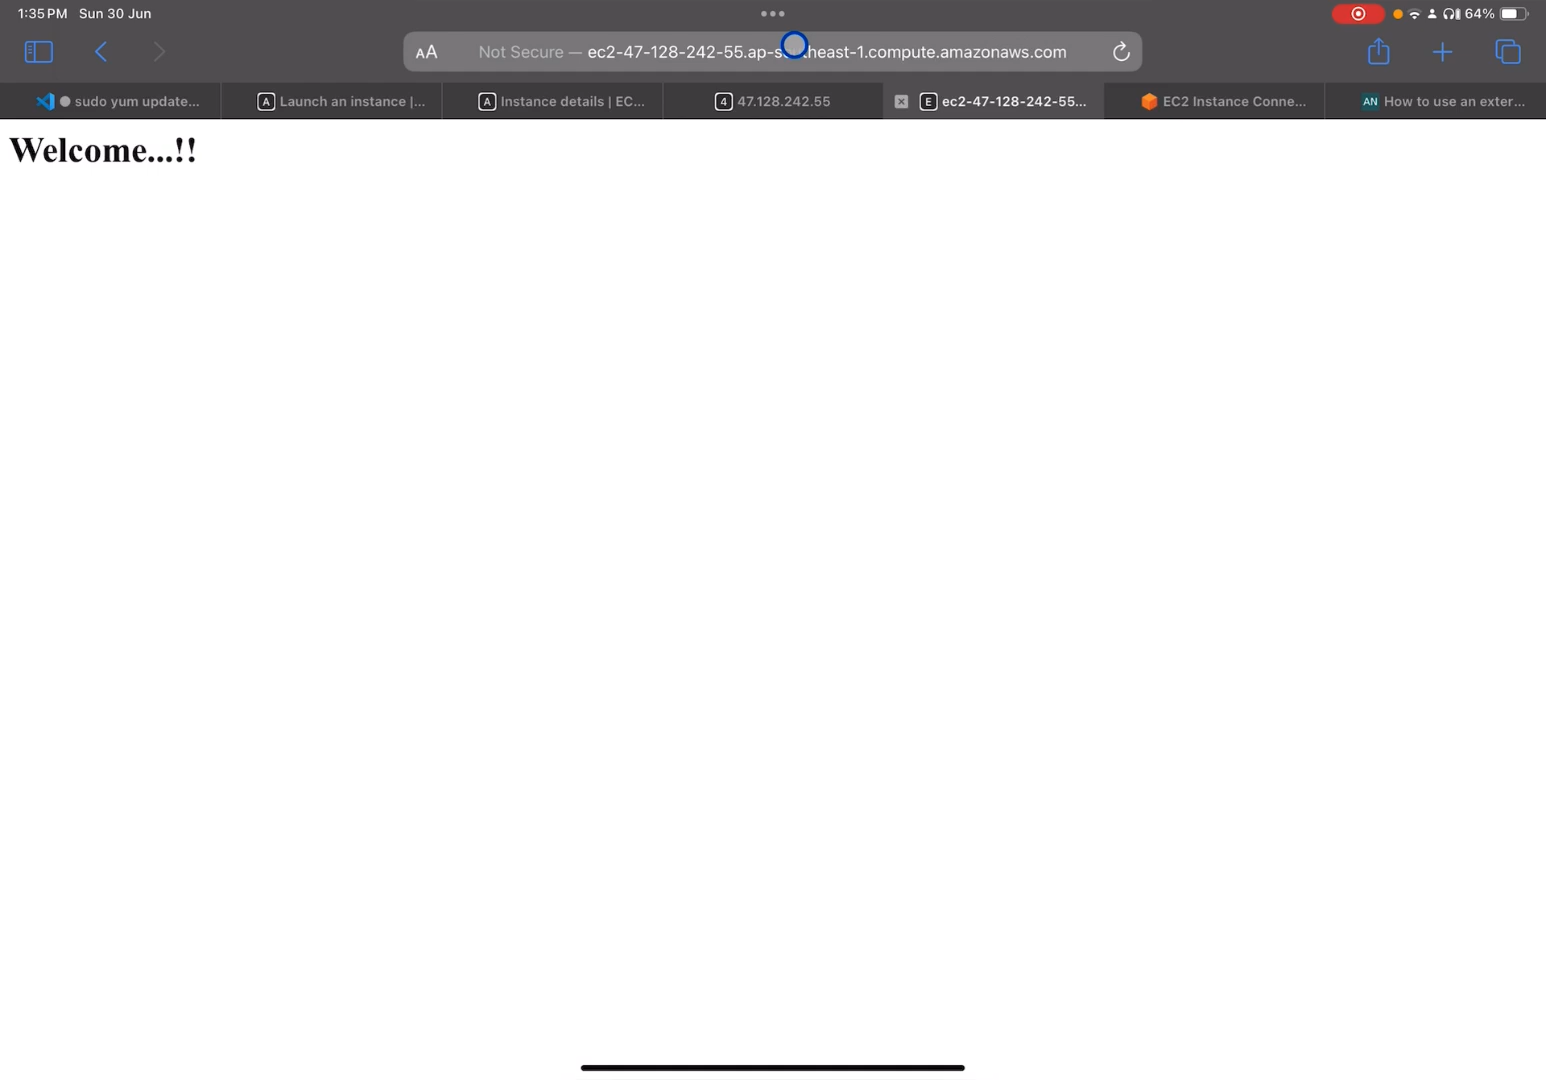 1:35 PM Sun 30 Jun
64%
AA Not Secure — ec2-47-128-242-55.ap-southeast-1.compute.amazonaws.com
sudo yum update...
A Launch an instance |...
A Instance details | EC...
4 47.128.242.55
E ec2-47-128-242-55...
EC2 Instance Conne...
AN How to use an exter...
Welcome...!!